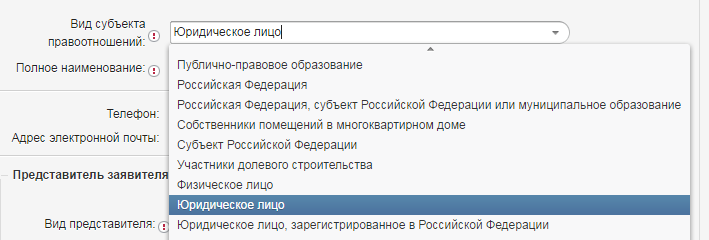 Вид субъекта
правоотношений:
Юридическое лицо
Полное наименование:
Телефон:
Адрес электронной почты:
Представитель заявителя
Вид представителя:
Публично-правовое образование
Российская Федерация
Российская Федерация, субъект Российской Федерации или муниципальное образование
Собственники помещений в многоквартирном доме
Субъект Российской Федерации
Участники долевого строительства
Физическое лицо
Юридическое лицо
Юридическое лицо, зарегистрированное в Российской Федерации